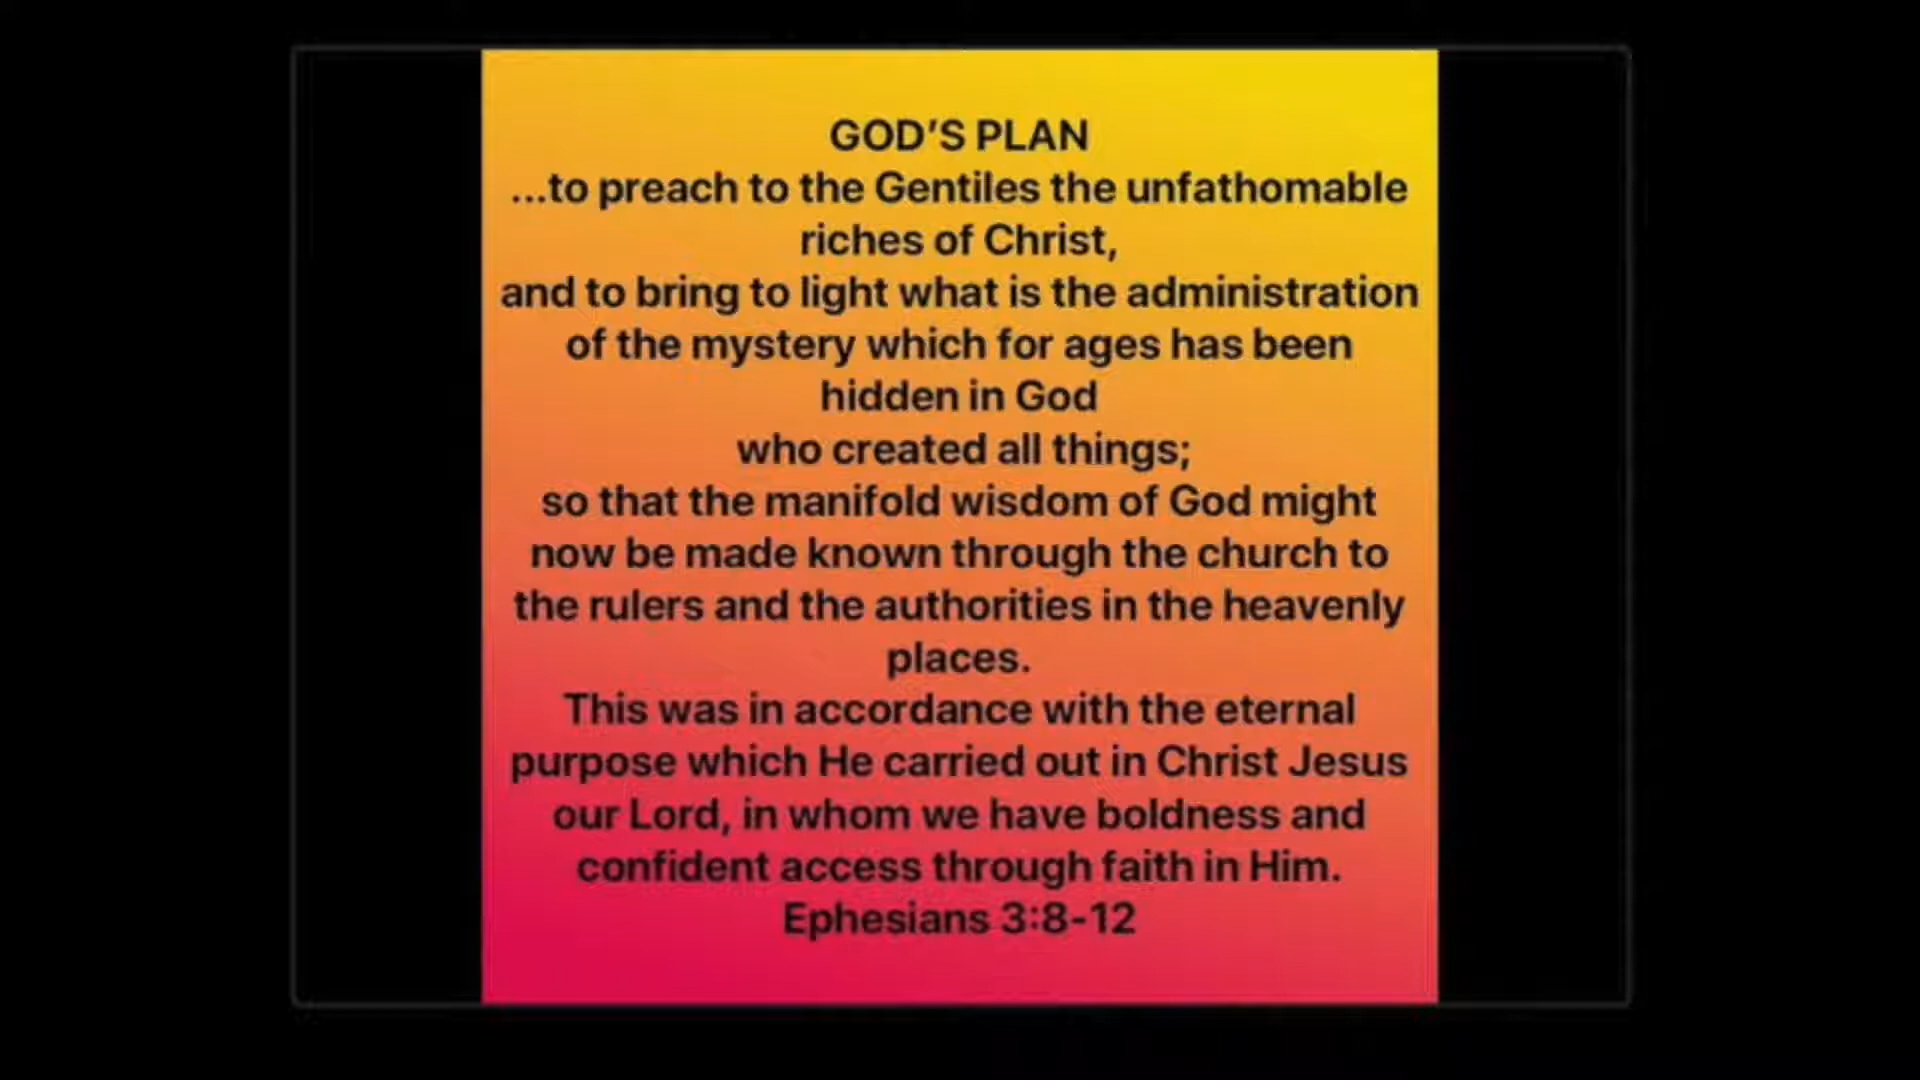 GOD’S PLAN
...to preach to the Gentiles the unfathomable
riches of Christ,
and to bring to light what is the administration
of the mystery which for ages has been
hidden in God
who created all things;
so that the manifold wisdom of God might
now be made known through the church to
the rulers and the authorities in the heavenly
places.
This was in accordance with the eternal
purpose which He carried out in Christ Jesus
our Lord, in whom we have boldness and
confident access through faith in Him.
Ephesians 3:8-12